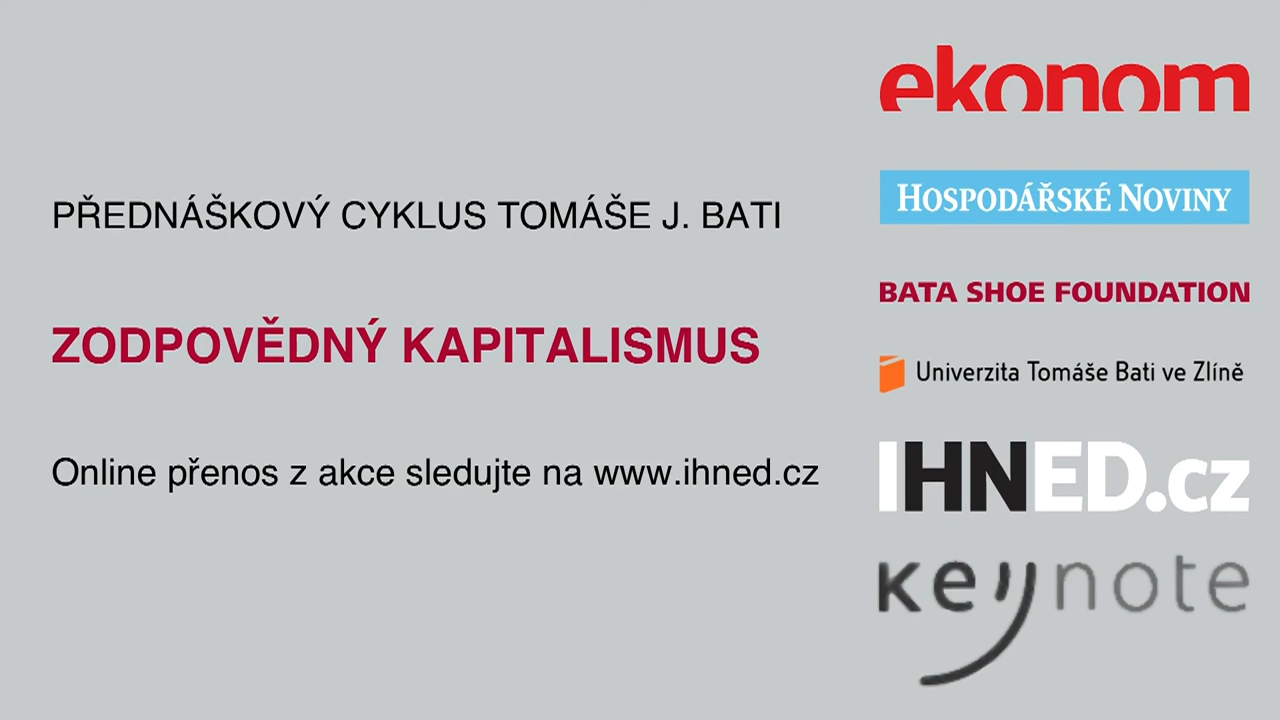 PŘEDNÁŠKOVÝ CYKLUS TOMÁŠE J. BATI
ZODPOVĚDNÝ KAPITALISMUS
Online přenos z akce sledujte na www.ihned.cz
ekonom
HOSPODÁŘSKÉ NOVINY
BATA SHOE FOUNDATION
Univerzita Tomáše Bati ve Zlíně
IHNED.cz
keynote